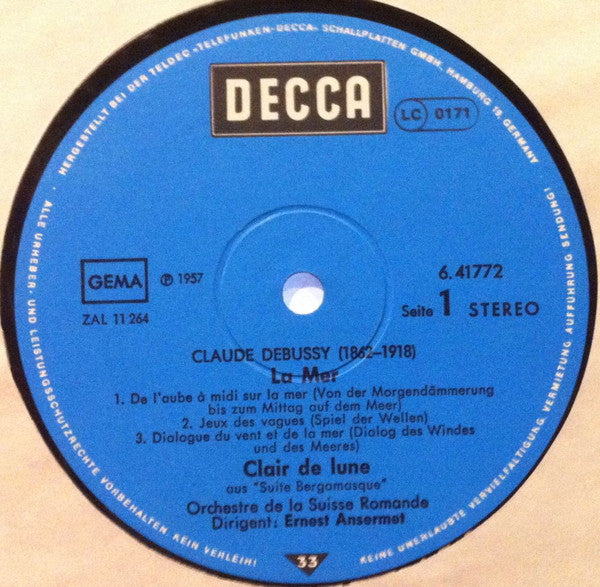 HERGESTELLT BEI DER TELDEC »TELEFUNKEN-DECCA« SCHALLPLATTEN GMBH, HAMBURG 19, GERMANY
DECCA
LC 0171
GEMA
℗ 1957
ZAL 11 264
6.41772
Seite 1 STEREO
CLAUDE DEBUSSY (1862–1918)
La Mer
1. De l'aube à midi sur la mer (Von der Morgendämmerung
bis zum Mittag auf dem Meer)
2. Jeux des vagues (Spiel der Wellen)
3. Dialogue du vent et de la mer (Dialog des Windes
und des Meeres)
Clair de lune
aus "Suite Bergamasque"
Orchestre de la Suisse Romande
Dirigent: Ernest Ansermet
33
ALLE URHEBER- UND LEISTUNGSSCHUTZRECHTE VORBEHALTEN KEIN VERLEIH!
KEINE UNERLAUBTE VERVIELFÄLTIGUNG, VERMIETUNG, AUFFÜHRUNG, SENDUNG!